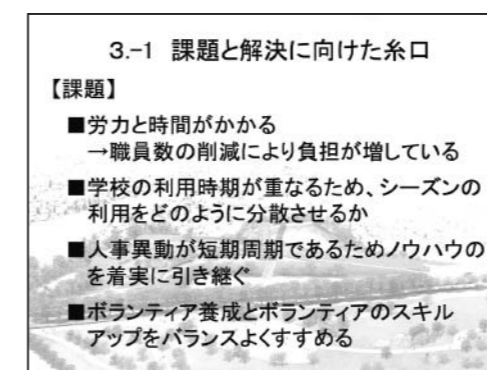 3.-1 課題と解決に向けた糸口
【課題】
■労力と時間がかかる
→職員数の削減により負担が増している
■学校の利用時期が重なるため、シーズンの
利用をどのように分散させるか
■人事異動が短期周期であるためノウハウの
を着実に引き継ぐ
■ボランティア養成とボランティアのスキル
アップをバランスよくすすめる